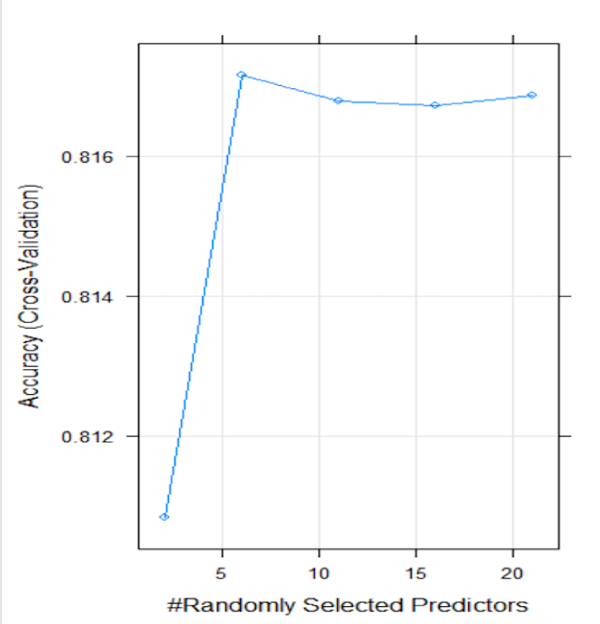 Accuracy (Cross-Validation)
0.816
0.814
0.812
5 10 15 20
#Randomly Selected Predictors